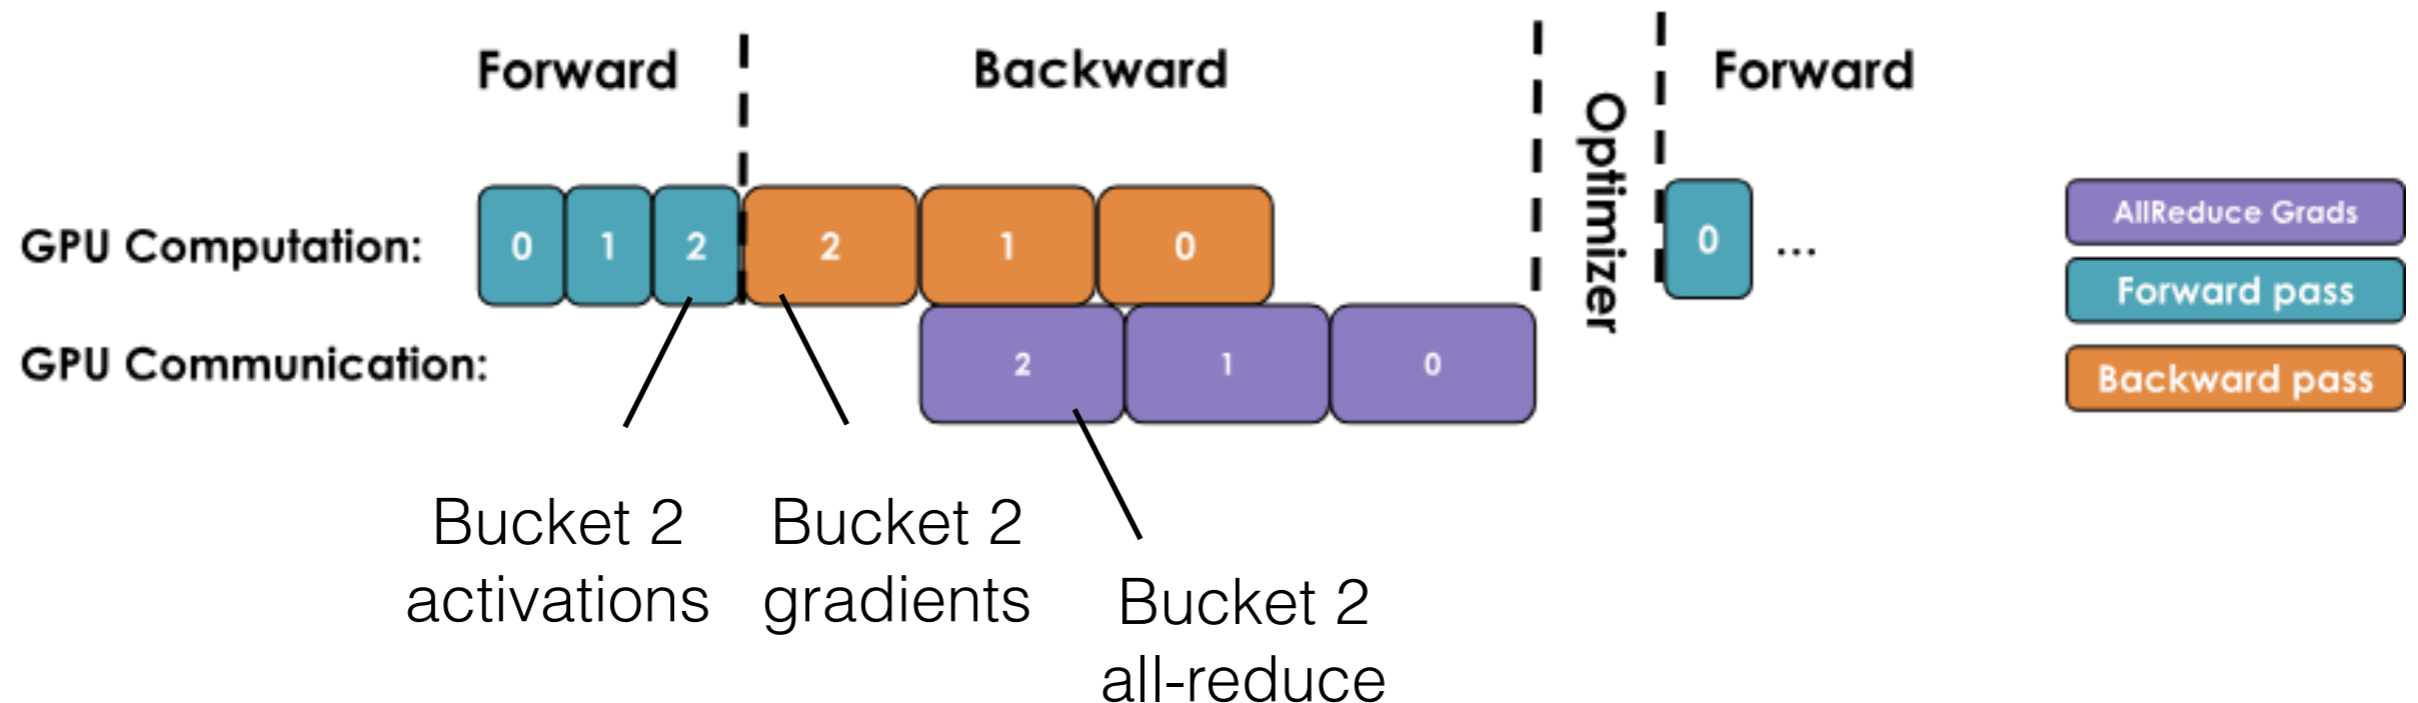 Forward
Backward
Optimizer
Forward
GPU Computation:
0
1
2
2
1
0
0
...
AllReduce Grads
Forward pass
Backward pass
GPU Communication:
2
1
0
Bucket 2
activations
Bucket 2
gradients
Bucket 2
all-reduce